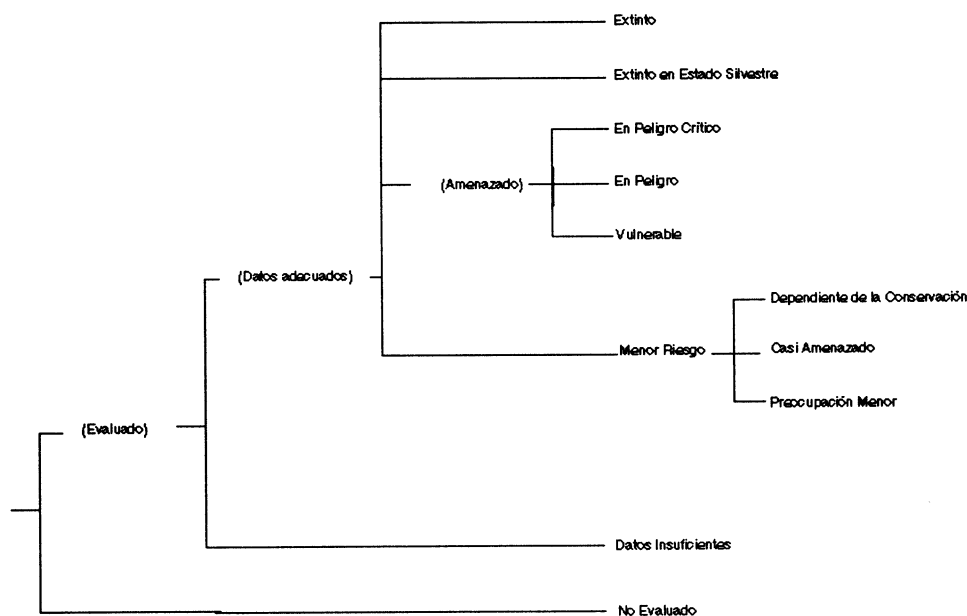 Extinto
Extinto en Estado Silvestre
En Peligro Crítico
(Amenazado)
En Peligro
Vulnerable
(Datos adecuados)
Dependiente de la Conservación
Menor Riesgo
Casi Amenazado
Preocupación Menor
(Evaluado)
Datos Insuficientes
No Evaluado